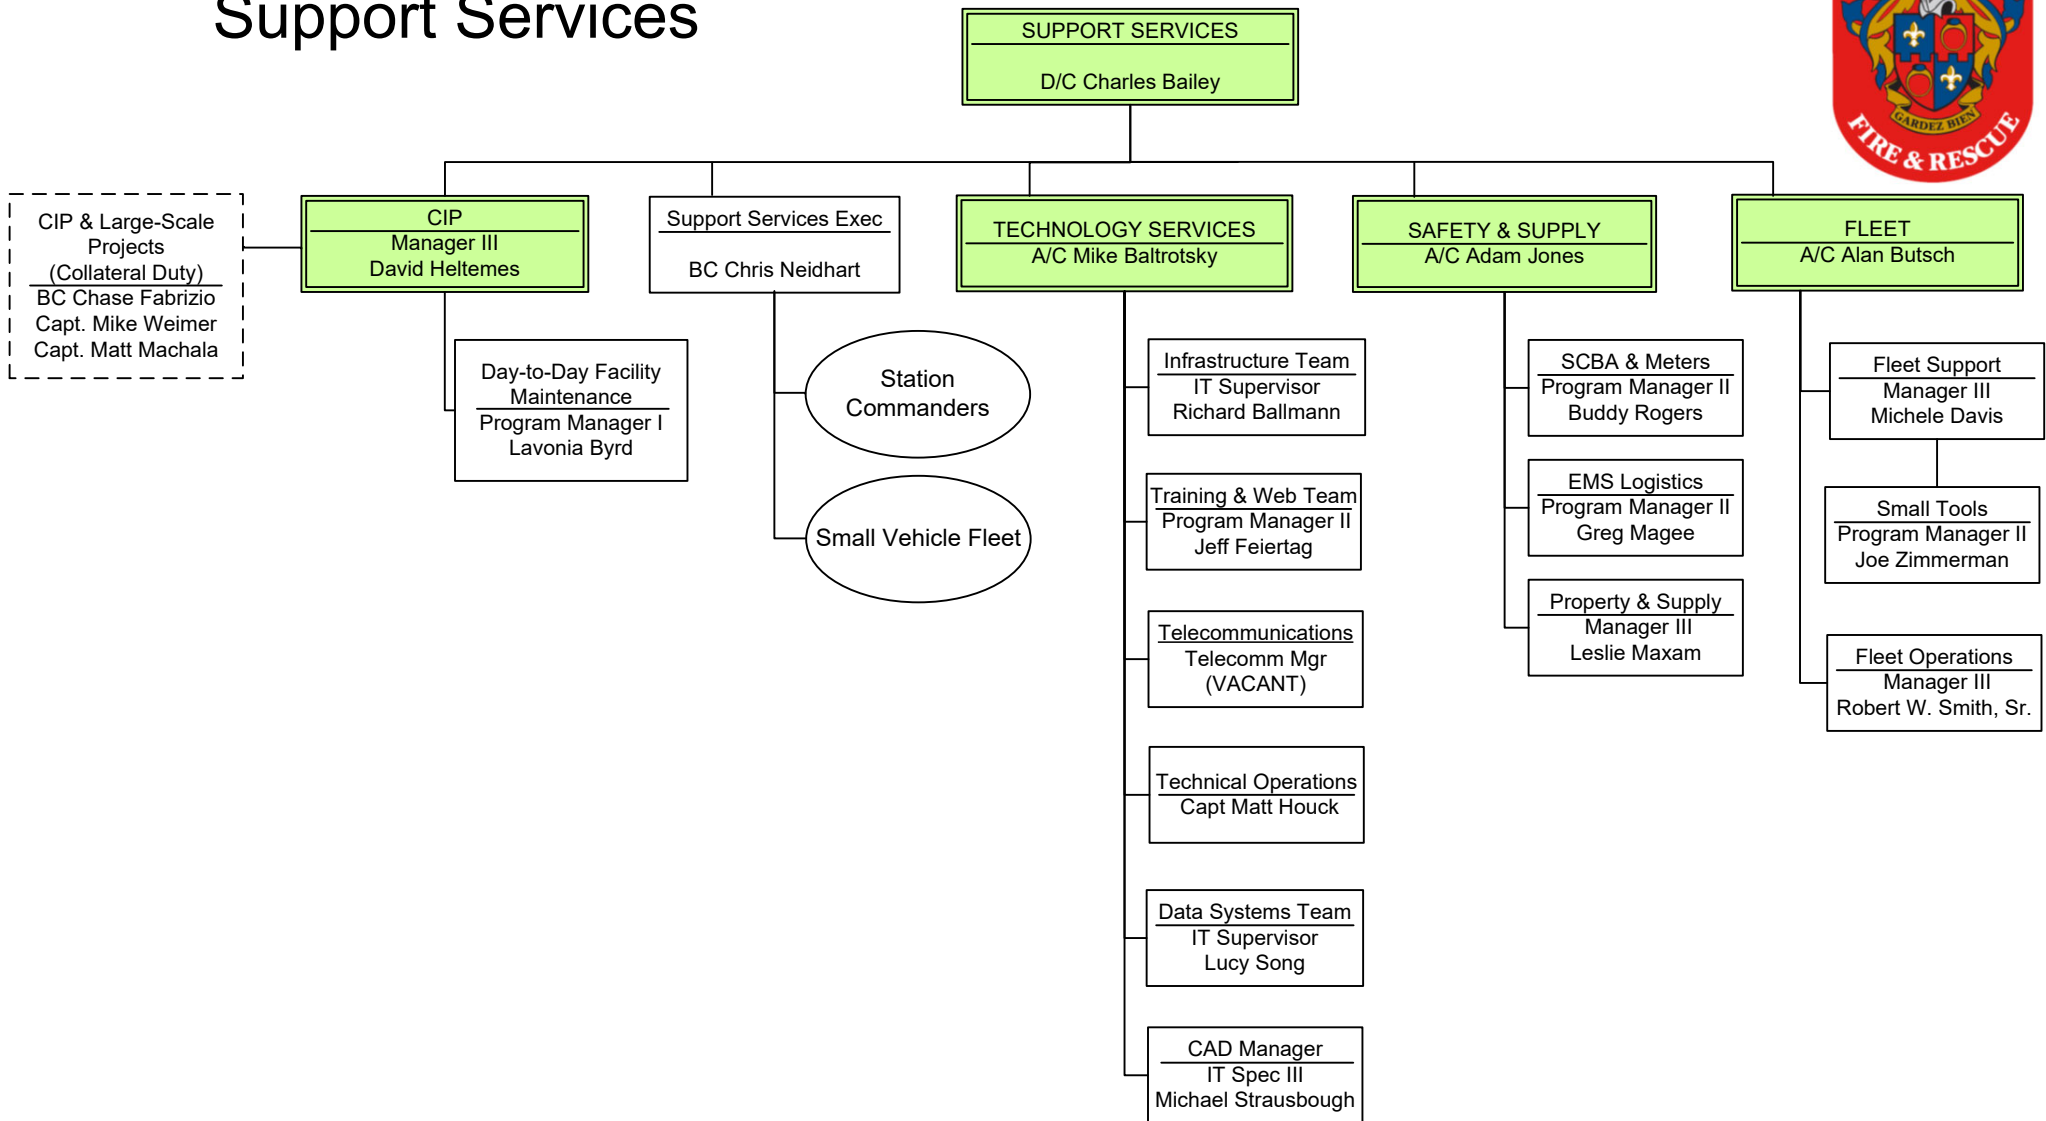 Support Services
SUPPORT SERVICES
D/C Charles Bailey
GARDEZ BIEN
FIRE & RESCUE
CIP & Large-Scale
Projects
(Collateral Duty)
BC Chase Fabrizio
Capt. Mike Weimer
Capt. Matt Machala
CIP
Manager III
David Heltemes
Support Services Exec
BC Chris Neidhart
TECHNOLOGY SERVICES
A/C Mike Baltrotsky
SAFETY & SUPPLY
A/C Adam Jones
FLEET
A/C Alan Butsch
Day-to-Day Facility
Maintenance
Program Manager I
Lavonia Byrd
Station
Commanders
Small Vehicle Fleet
Infrastructure Team
IT Supervisor
Richard Ballmann
Training & Web Team
Program Manager II
Jeff Feiertag
Telecommunications
Telecomm Mgr
(VACANT)
Technical Operations
Capt Matt Houck
Data Systems Team
IT Supervisor
Lucy Song
CAD Manager
IT Spec III
Michael Strausbough
SCBA & Meters
Program Manager II
Buddy Rogers
EMS Logistics
Program Manager II
Greg Magee
Property & Supply
Manager III
Leslie Maxam
Fleet Support
Manager III
Michele Davis
Small Tools
Program Manager II
Joe Zimmerman
Fleet Operations
Manager III
Robert W. Smith, Sr.